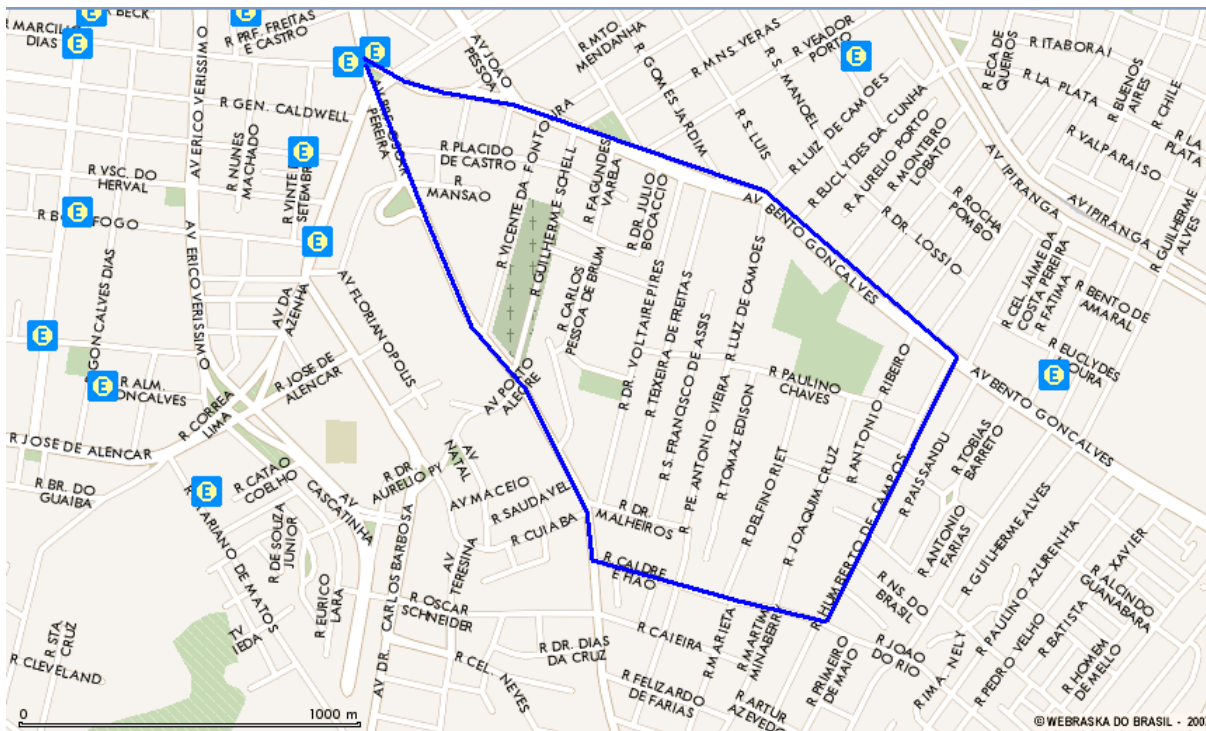 R BECK
R MARCILIO
DIAS
R PRF. FREITAS
E CASTRO
AV ERICO VERISSIMO
AV JOAO
PESSOA
R MTO.
MENDANHA
R GOMES JARDIM
R MNS. VERAS
R VEADOR
PORTO
R S. MANOEL
R ECA DE
QUEIROS
R ITABORAI
R LA PLATA
R BUENOS
AIRES
R CHILE
R LA
PLATA
R VALPARAISO
R GEN. CALDWELL
R NUNES
MACHADO
AV PRF. OSCAR
PEREIRA
R PLACIDO
DE CASTRO
R
MANSAO
R VICENTE DA FONTOURA
R GUILHERME SCHELL
R FAGUNDES
VARELA
R DR. JULIO
BOCACCIO
R S. LUIS
R LUIZ DE CAMOES
R EUCLYDES DA CUNHA
R AURELIO PORTO
R MONTEIRO
LOBATO
R ROCHA
POMBO
R DR. LOSSIO
AV IPIRANGA
AV IPIRANGA
R GUILHERME
ALVES
R VSC. DO
HERVAL
R VINTE DE
SETEMBRO
R BOTAFOGO
R GONCALVES DIAS
AV ERICO VERISSIMO
AV DA
AZENHA
AV FLORIANOPOLIS
R CARLOS
PESSOA DE BRUM
R DR. VOLTAIRE PIRES
R TEIXEIRA DE FREITAS
R S. FRANCISCO DE ASSIS
R LUIZ DE CAMOES
AV BENTO GONCALVES
R CEL. JAIME DA
COSTA PEREIRA
R FATIMA
R BENTO DE
AMARAL
R EUCLYDES
MOURA
R ALM.
GONCALVES
R JOSE DE
ALENCAR
R CORREA
LIMA
R JOSE DE ALENCAR
AV PORTO
ALEGRE
R PE. ANTONIO VIEIRA
R TOMAZ EDISON
R PAULINO
CHAVES
R ANTONIO RIBEIRO
AV BENTO GONCALVES
R BR. DO
GUAIBA
R CATAO
COELHO
AV
CASCATINHA
R DR.
AURELIO PY
AV
NATAL
AV MACEIO
R SAUDAVEL
R CUIABA
R DR.
MALHEIROS
R DELFINO RIET
R JOAQUIM CRUZ
R HUMBERTO DE CAMPOS
R PAISSANDU
R TOBIAS
BARRETO
R ANTONIO
FARIAS
R GUILHERME ALVES
R PAULINO AZURENHA
R MARIANO DE MATOS
R DE SOUZA
JUNIOR
R EURICO
LARA
AV DR. CARLOS BARBOSA
AV
TERESINA
R OSCAR
SCHNEIDER
R CAIEIRA
R MARIETA
R MARTIM
MINABERRY
R NS. DO
BRASIL
R JOAO
DO RIO
R PRIMEIRO
DE MAIO
R PEDRO VELHO
R BATISTA
XAVIER
R ALCINDO
GUANABARA
R HOMEM
DE MELLO
R STA.
CRUZ
R CLEVELAND
TV
IEDA
R CEL. NEVES
R DR. DIAS
DA CRUZ
R FELIZARDO
DE FARIAS
R ARTUR
AZEVEDO
0
1000 m
© WEBRASKA DO BRASIL - 200